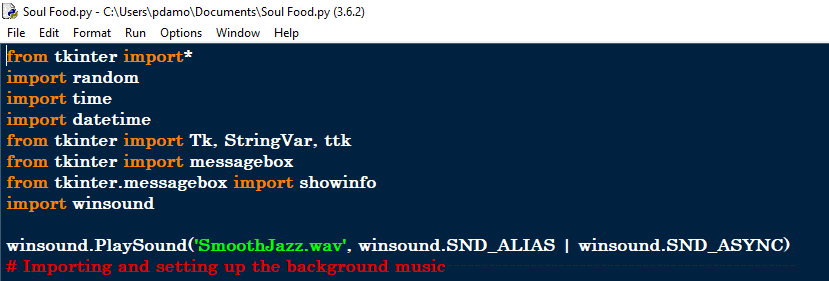 Soul Food.py - C:\Users\pdamo\Documents\Soul Food.py (3.6.2)
File Edit Format Run Options Window Help
from tkinter import*
import random
import time
import datetime
from tkinter import Tk, StringVar, ttk
from tkinter import messagebox
from tkinter.messagebox import showinfo
import winsound
winsound.PlaySound('SmoothJazz.wav', winsound.SND_ALIAS | winsound.SND_ASYNC)
# Importing and setting up the background music